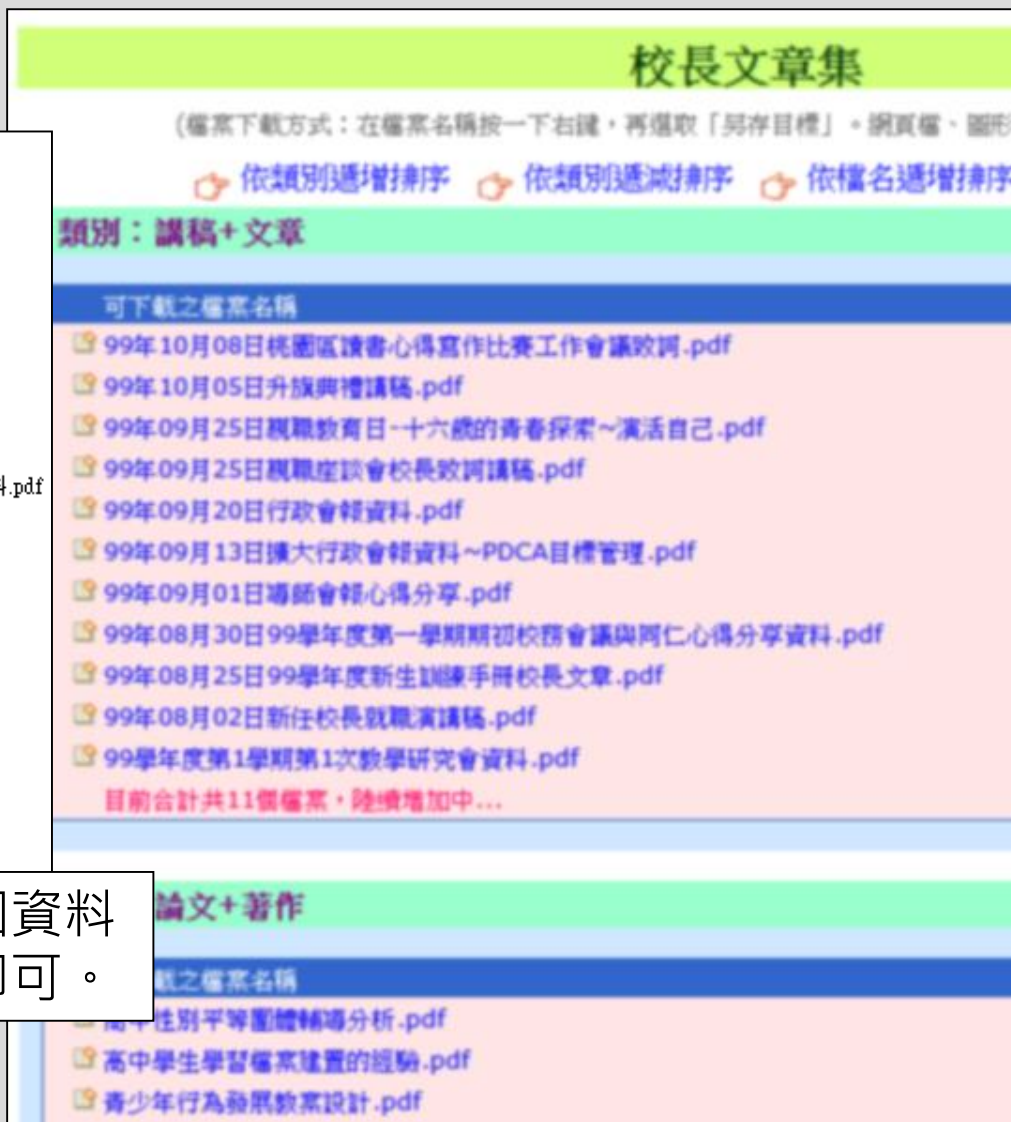 校長文章集
(檔案下載方式：在檔案名稱按一下右鍵，再選取「另存目標」。網頁檔、圖形
依類別遞增排序 依類別遞減排序 依檔名遞增排序
類別：講稿+文章
可下載之檔案名稱
99年10月08日桃園區讀書心得寫作比賽工作會議致詞.pdf
99年10月05日升旗典禮講稿.pdf
99年09月25日親職教育日-十六歲的青春探索~演活自己.pdf
99年09月25日親職座談會校長致詞講稿.pdf
料.pdf
99年09月20日行政會報資料.pdf
99年09月13日擴大行政會報資料~PDCA目標管理.pdf
99年09月01日導師會報心得分享.pdf
99年08月30日99學年度第一學期期初校務會議與同仁心得分享資料.pdf
99年08月25日99學年度新生訓練手冊校長文章.pdf
99年08月02日新任校長就職演講稿.pdf
99學年度第1學期第1次教學研究會資料.pdf
目前合計共11個檔案，陸續增加中...
資料
可。
論文+著作
載之檔案名稱
高中性別平等團體輔導分析.pdf
高中學生學習檔案建置的經驗.pdf
青少年行為發展教案設計.pdf